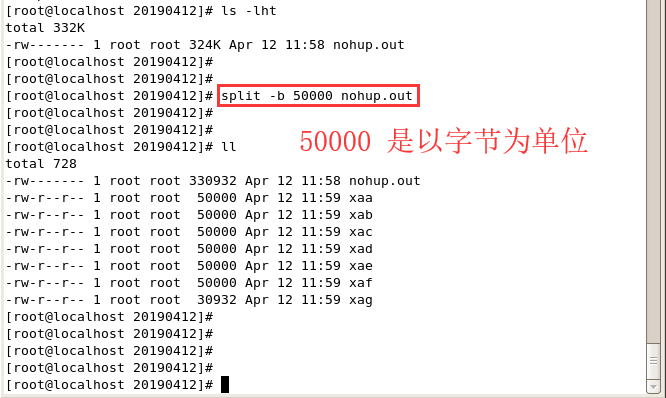 [root@localhost 20190412]# ls -lht
total 332K
-rw------- 1 root root 324K Apr 12 11:58 nohup.out
[root@localhost 20190412]#
[root@localhost 20190412]#
[root@localhost 20190412]# split -b 50000 nohup.out
[root@localhost 20190412]#
[root@localhost 20190412]#
[root@localhost 20190412]# ll
50000 是以字节为单位
total 728
-rw------- 1 root root 330932 Apr 12 11:58 nohup.out
-rw-r--r-- 1 root root  50000 Apr 12 11:59 xaa
-rw-r--r-- 1 root root  50000 Apr 12 11:59 xab
-rw-r--r-- 1 root root  50000 Apr 12 11:59 xac
-rw-r--r-- 1 root root  50000 Apr 12 11:59 xad
-rw-r--r-- 1 root root  50000 Apr 12 11:59 xae
-rw-r--r-- 1 root root  50000 Apr 12 11:59 xaf
-rw-r--r-- 1 root root  30932 Apr 12 11:59 xag
[root@localhost 20190412]#
[root@localhost 20190412]#
[root@localhost 20190412]#
[root@localhost 20190412]#
[root@localhost 20190412]#